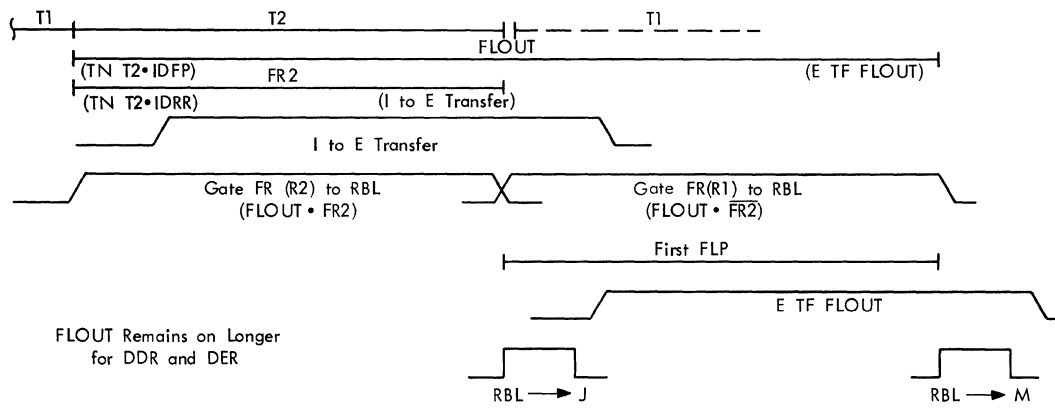 T1 T2 T1
FLOUT
(TN T2•IDFP) (E TF FLOUT)
FR2
(TN T2•IDRR) (I to E Transfer)
I to E Transfer
Gate FR (R2) to RBL Gate FR(R1) to RBL
(FLOUT • FR2) (FLOUT • F̅R̅2̅)
First FLP
E TF FLOUT
FLOUT Remains on Longer
for DDR and DER
RBL → J RBL → M